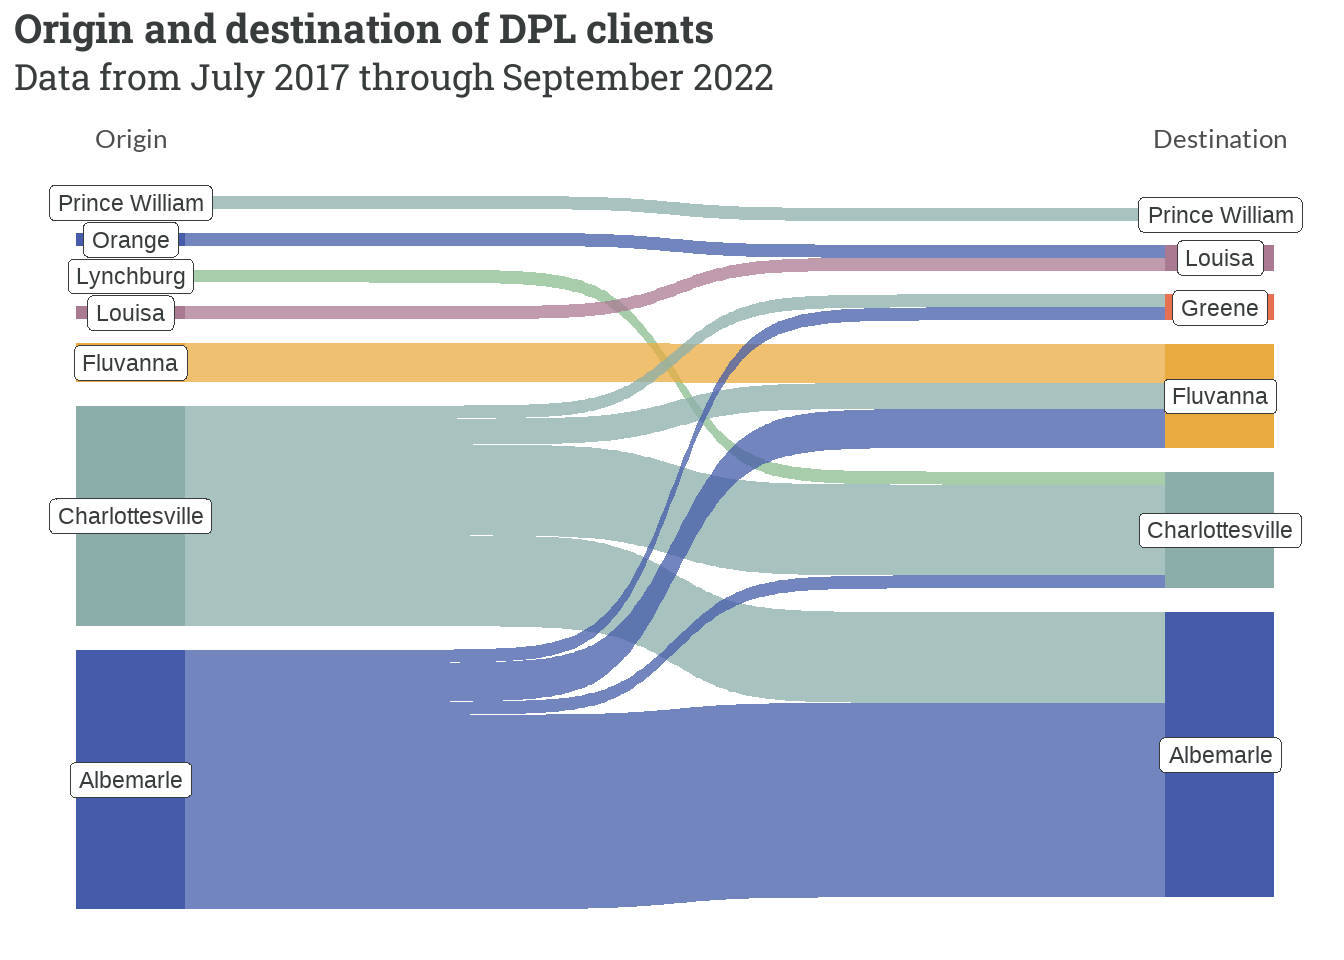 Origin and destination of DPL clients
Data from July 2017 through September 2022
Origin
Destination
Prince William
Orange
Lynchburg
Louisa
Fluvanna
Charlottesville
Albemarle
Prince William
Louisa
Greene
Fluvanna
Charlottesville
Albemarle